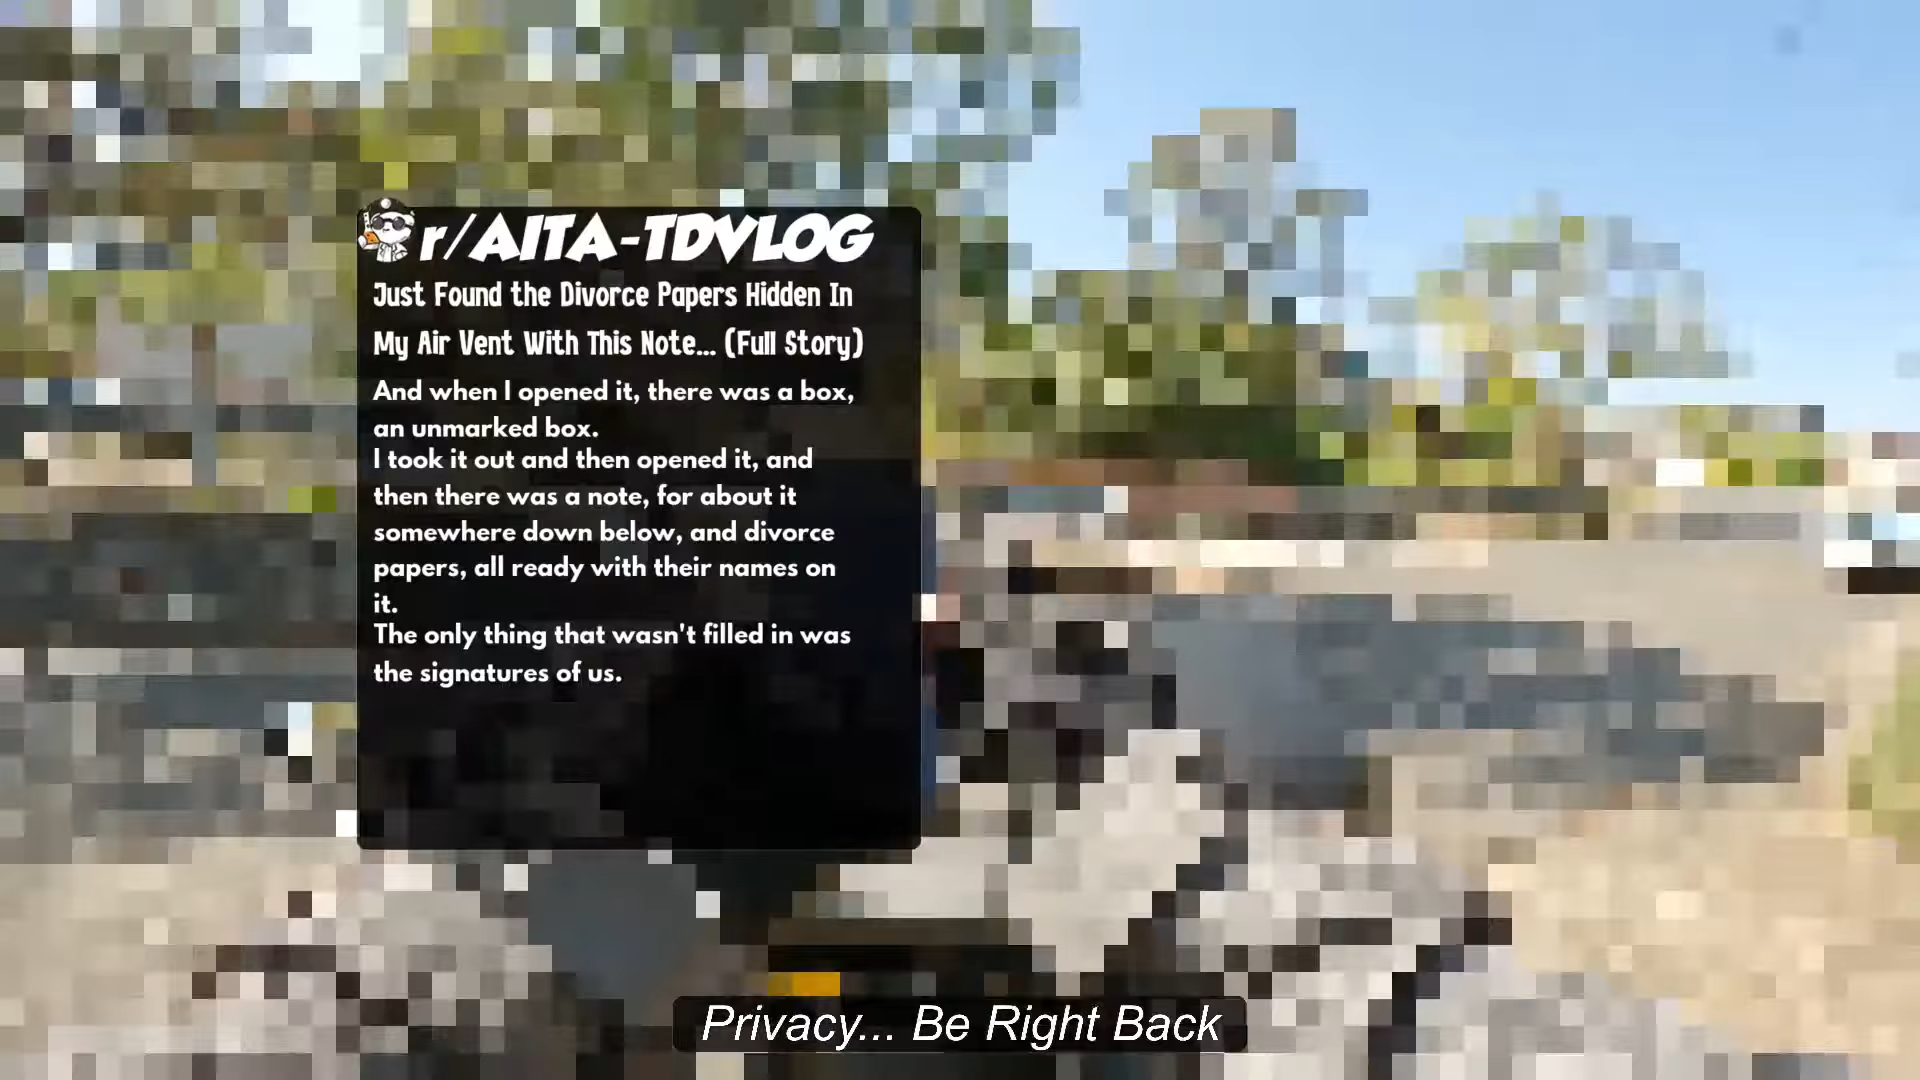 r/AITA-TDVLOG
Just Found the Divorce Papers Hidden In
My Air Vent With This Note... (Full Story)
And when I opened it, there was a box,
an unmarked box.
I took it out and then opened it, and
then there was a note, for about it
somewhere down below, and divorce
papers, all ready with their names on
it.
The only thing that wasn't filled in was
the signatures of us.
Privacy... Be Right Back